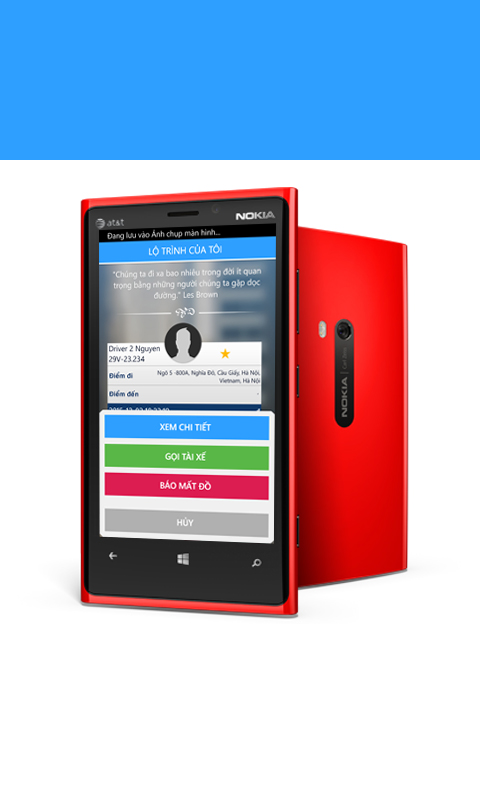 at&t
NOKIA
Đang lưu vào Ảnh chụp màn hình...
LỘ TRÌNH CỦA TÔI
"Chúng ta đi xa bao nhiêu trong đời ít quan
trọng bằng những người chúng ta gặp dọc
đường." Les Brown
Driver 2 Nguyen
29V-23.234
Điểm đi
Ngõ 5 -800A, Nghĩa Đô, Cầu Giấy, Hà Nội,
Vietnam, Hà Nội
Điểm đến
-
XEM CHI TIẾT
GỌI TÀI XẾ
BÁO MẤT ĐỒ
HỦY
NOKIA